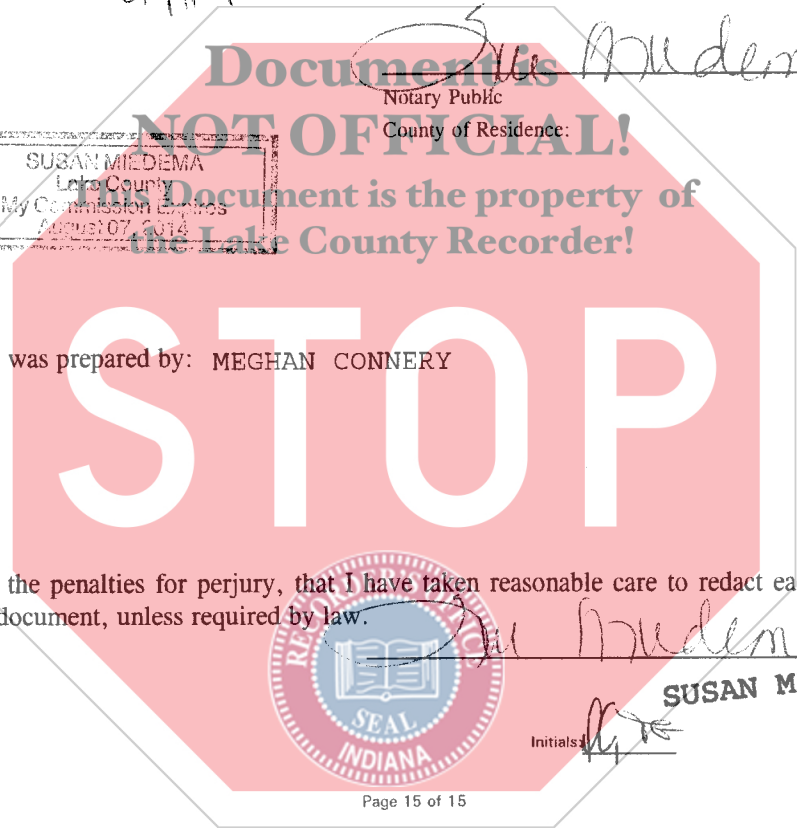 Document is
Notary Public
NOT OFFICIAL!
County of Residence:
SUSAN MIEDEMA
Lake County
My Commission Expires
August 07, 2014
This Document is the property of
the Lake County Recorder!
STOP
was prepared by: MEGHAN CONNERY
the penalties for perjury, that I have taken reasonable care to redact ea
document, unless required by law.
RECORDER'S OFFICE
SEAL
INDIANA
SUSAN M
Initials:
Page 15 of 15